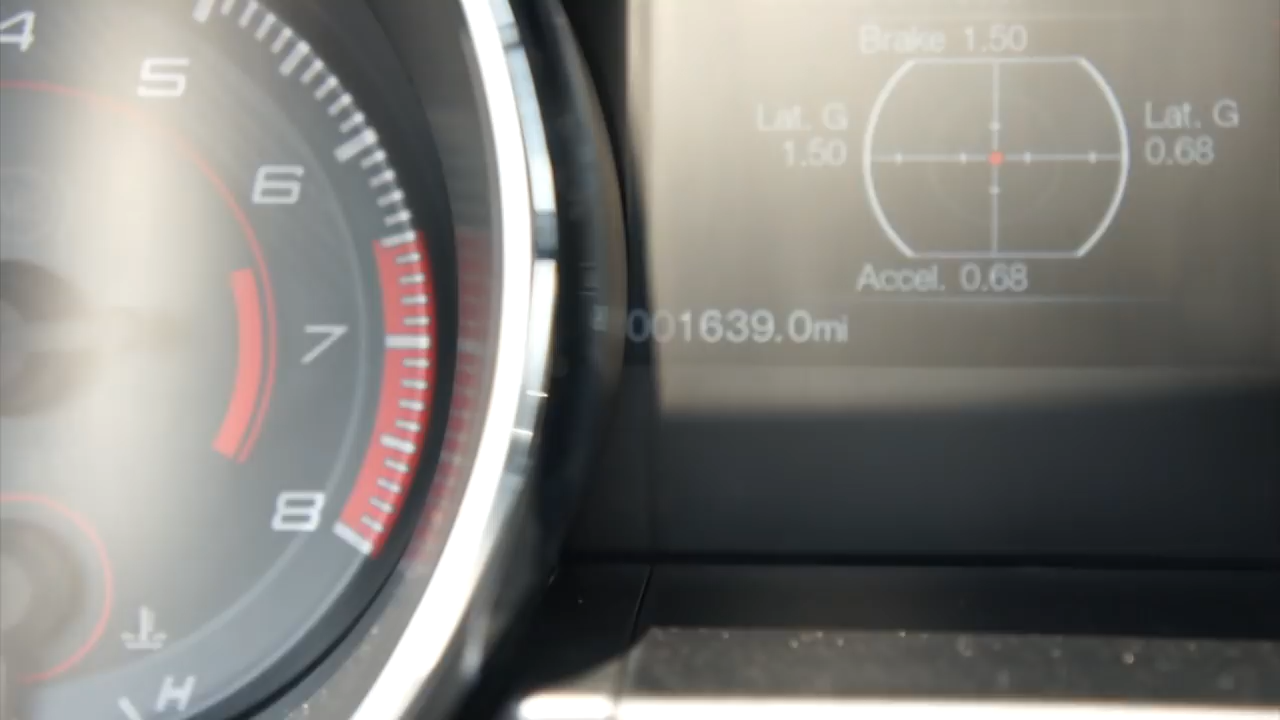 4
5
6
7
8
H
Brake 1.50
Lat. G
1.50
Lat. G
0.68
Accel. 0.68
001639.0mi